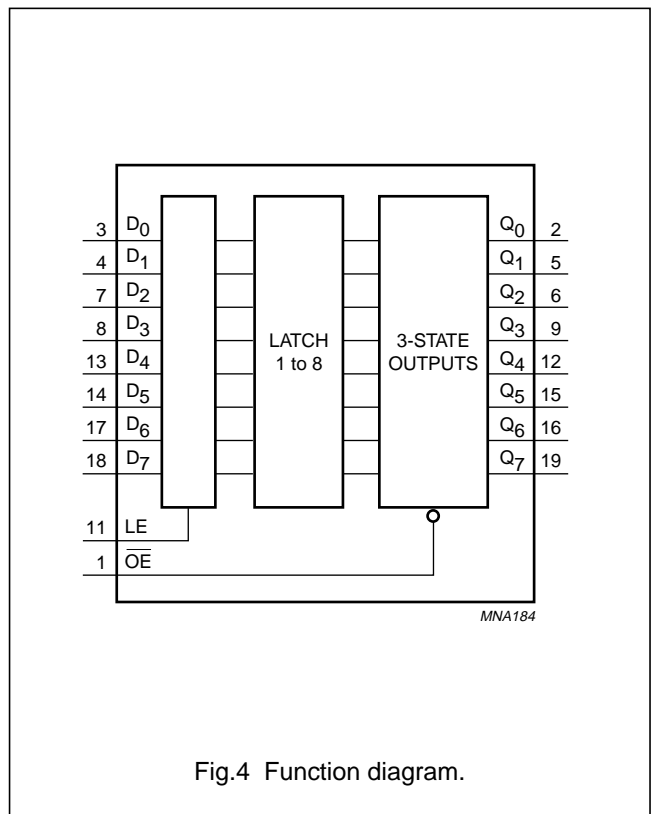 3 D0 Q0 2
4 D1 Q1 5
7 D2 Q2 6
8 D3 Q3 9
13 D4 Q4 12
14 D5 Q5 15
17 D6 Q6 16
18 D7 Q7 19
LATCH
1 to 8
3-STATE
OUTPUTS
11 LE
1 O̅E̅
MNA184
Fig.4 Function diagram.